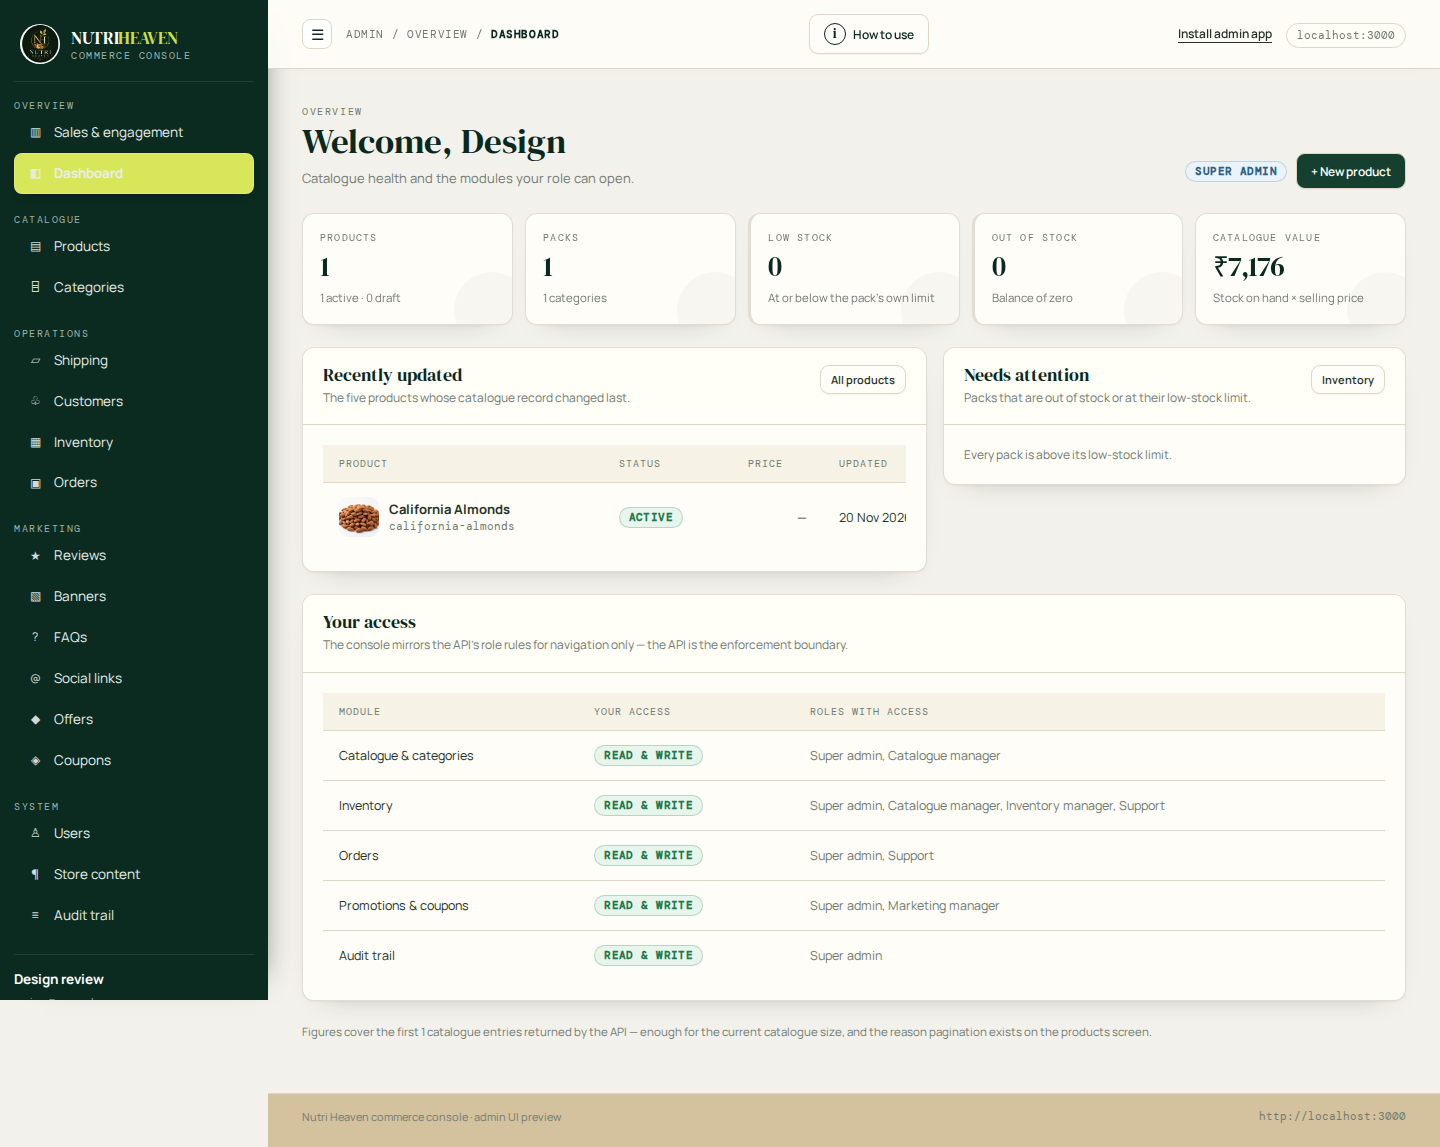 NUTRIHEAVEN
COMMERCE CONSOLE
OVERVIEW
Sales & engagement
Dashboard
CATALOGUE
Products
Categories
OPERATIONS
Shipping
Customers
Inventory
Orders
MARKETING
Reviews
Banners
? FAQs
@ Social links
Offers
Coupons
SYSTEM
Users
¶ Store content
Audit trail
Design review
ADMIN / OVERVIEW / DASHBOARD
i How to use
Install admin app
localhost:3000
OVERVIEW
Welcome, Design
Catalogue health and the modules your role can open.
SUPER ADMIN
+ New product
PRODUCTS
1
1 active · 0 draft
PACKS
1
1 categories
LOW STOCK
0
At or below the pack's own limit
OUT OF STOCK
0
Balance of zero
CATALOGUE VALUE
₹7,176
Stock on hand × selling price
Recently updated
The five products whose catalogue record changed last.
All products
PRODUCT STATUS PRICE UPDATED
California Almonds
california-almonds
ACTIVE — 20 Nov 202
Needs attention
Packs that are out of stock or at their low-stock limit.
Inventory
Every pack is above its low-stock limit.
Your access
The console mirrors the API's role rules for navigation only — the API is the enforcement boundary.
MODULE YOUR ACCESS ROLES WITH ACCESS
Catalogue & categories READ & WRITE Super admin, Catalogue manager
Inventory READ & WRITE Super admin, Catalogue manager, Inventory manager, Support
Orders READ & WRITE Super admin, Support
Promotions & coupons READ & WRITE Super admin, Marketing manager
Audit trail READ & WRITE Super admin
Figures cover the first 1 catalogue entries returned by the API — enough for the current catalogue size, and the reason pagination exists on the products screen.
Nutri Heaven commerce console · admin UI preview
http://localhost:3000